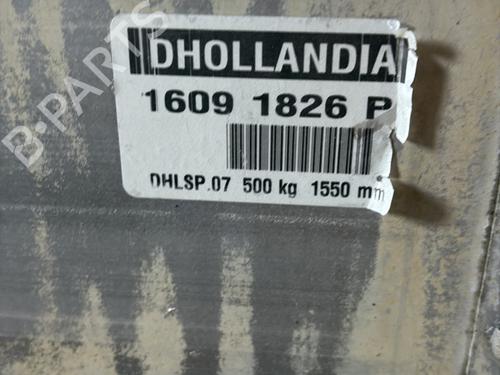 DHOLLANDIA
1609 1826 P
DHLSP.07 500 kg 1550 mm
B-PARTS